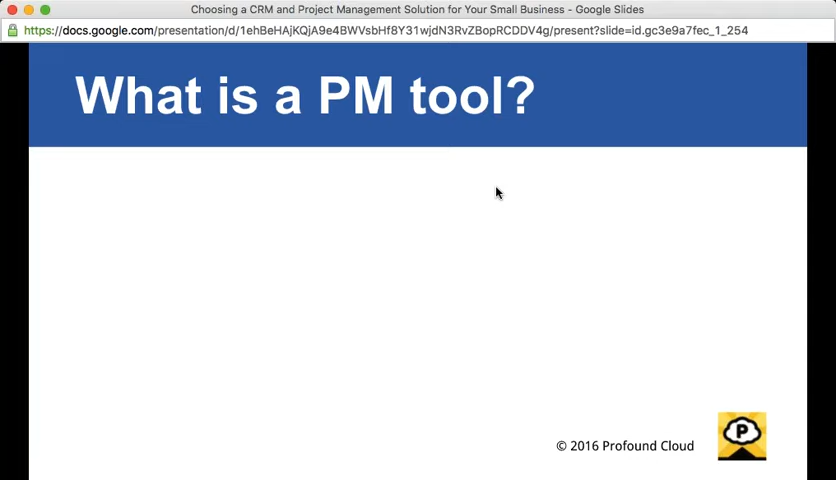 Choosing a CRM and Project Management Solution for Your Small Business - Google Slides
https://docs.google.com/presentation/d/1ehBeHAjKQjA9e4BWVsbHf8Y31wjdN3RvZBopRCDDV4g/present?slide=id.gc3e9a7fec_1_254
What is a PM tool?
© 2016 Profound Cloud
P